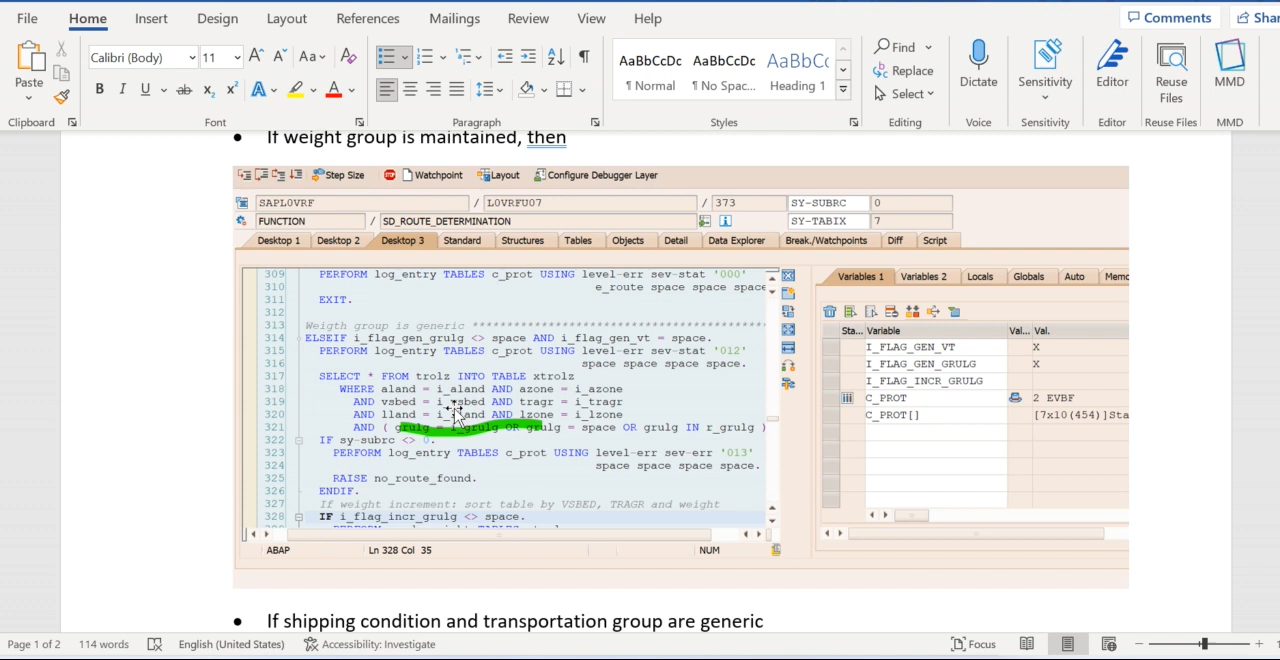 File Home Insert Design Layout References Mailings Review View Help Comments Shar
Paste
Calibri (Body) 11 A A Aa A
B I U ab x₂ x² A A
AaBbCcDc AaBbCcDc AaBbCc
¶ Normal ¶ No Spac... Heading 1
Find
Replace
Select
Dictate Sensitivity Editor Reuse Files MMD
Clipboard Font Paragraph Styles Editing Voice Sensitivity Editor Reuse Files MMD
• If weight group is maintained, then
Step Size STOP Watchpoint Layout Configure Debugger Layer
SAPL0VRF / L0VRFU07 / 373 SY-SUBRC 0
FUNCTION / SD_ROUTE_DETERMINATION SY-TABIX 7
Desktop 1 Desktop 2 Desktop 3 Standard Structures Tables Objects Detail Data Explorer Break./Watchpoints Diff Script
309 PERFORM log_entry TABLES c_prot USING level-err sev-stat '000'
310 e_route space space space
311 EXIT.
312
313 Weigth group is generic ******************************************
314 ELSEIF i_flag_gen_grulg <> space AND i_flag_gen_vt = space.
315 PERFORM log_entry TABLES c_prot USING level-err sev-stat '012'
316 space space space space.
317 SELECT * FROM trolz INTO TABLE xtrolz
318 WHERE aland = i_aland AND azone = i_azone
319 AND vsbed = i_vsbed AND tragr = i_tragr
320 AND lland = i_lland AND lzone = i_lzone
321 AND ( grulg = i_grulg OR grulg = space OR grulg IN r_grulg )
322 IF sy-subrc <> 0.
323 PERFORM log_entry TABLES c_prot USING level-err sev-err '013'
324 space space space space.
325 RAISE no_route_found.
326 ENDIF.
327 If weight increment: sort table by VSBED, TRAGR and weight
328 IF i_flag_incr_grulg <> space.
ABAP Ln 328 Col 35 NUM
Variables 1 Variables 2 Locals Globals Auto Memo
Sta... Variable Val... Val.
I_FLAG_GEN_VT X
I_FLAG_GEN_GRULG X
I_FLAG_INCR_GRULG
C_PROT 2 EVBF
C_PROT[] [7x10(454)]Sta
• If shipping condition and transportation group are generic
Page 1 of 2 114 words English (United States) Accessibility: Investigate Focus 1